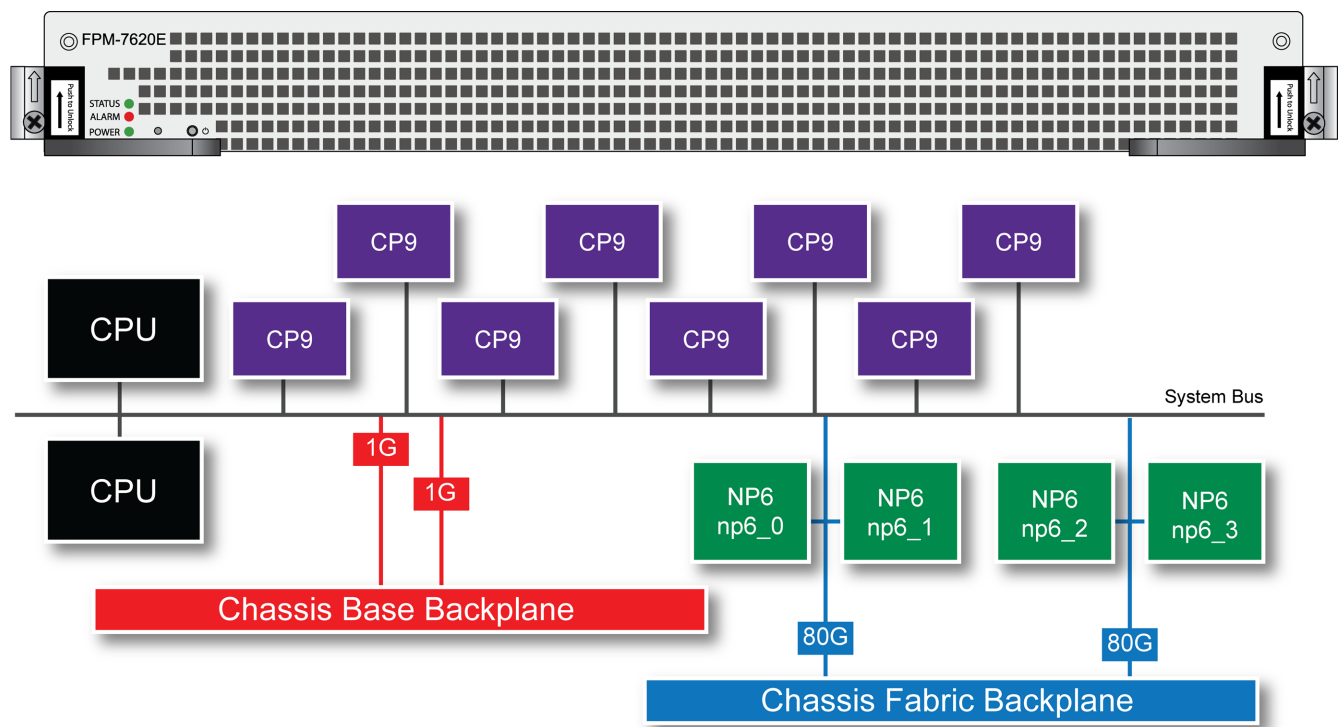 FPM-7620E
Push to Unlock
Push to Unlock
STATUS
ALARM
POWER
CP9
CP9
CP9
CP9
CPU
CP9
CP9
CP9
CP9
System Bus
1G
CPU
1G
NP6
np6_0
NP6
np6_1
NP6
np6_2
NP6
np6_3
Chassis Base Backplane
80G
80G
Chassis Fabric Backplane